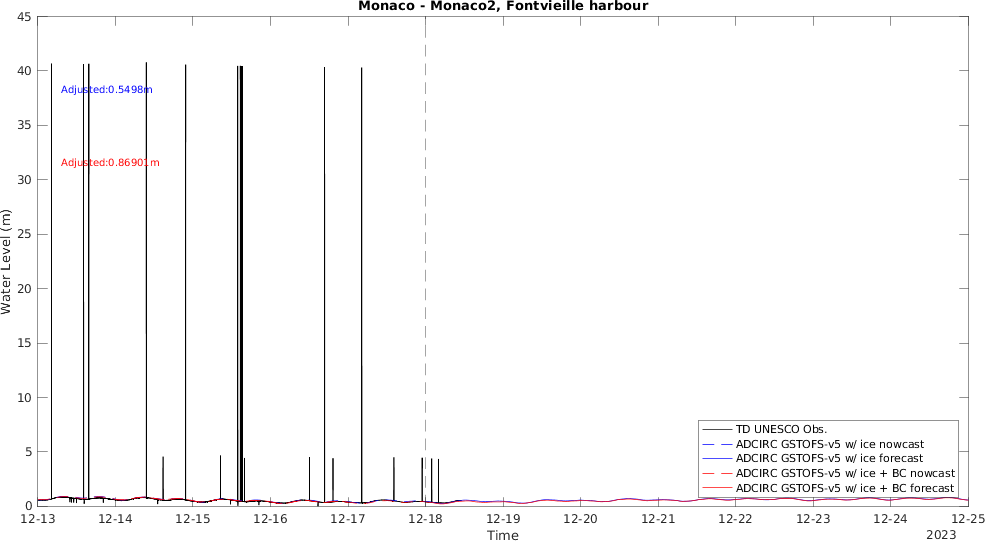 Monaco - Monaco2, Fontvieille harbour
45
40
35
30
25
20
15
10
5
0
Water Level (m)
Adjusted:0.5498m
Adjusted:0.86901m
TD UNESCO Obs.
ADCIRC GSTOFS-v5 w/ ice nowcast
ADCIRC GSTOFS-v5 w/ ice forecast
ADCIRC GSTOFS-v5 w/ ice + BC nowcast
ADCIRC GSTOFS-v5 w/ ice + BC forecast
12-13 12-14 12-15 12-16 12-17 12-18 12-19 12-20 12-21 12-22 12-23 12-24 12-25
Time
2023